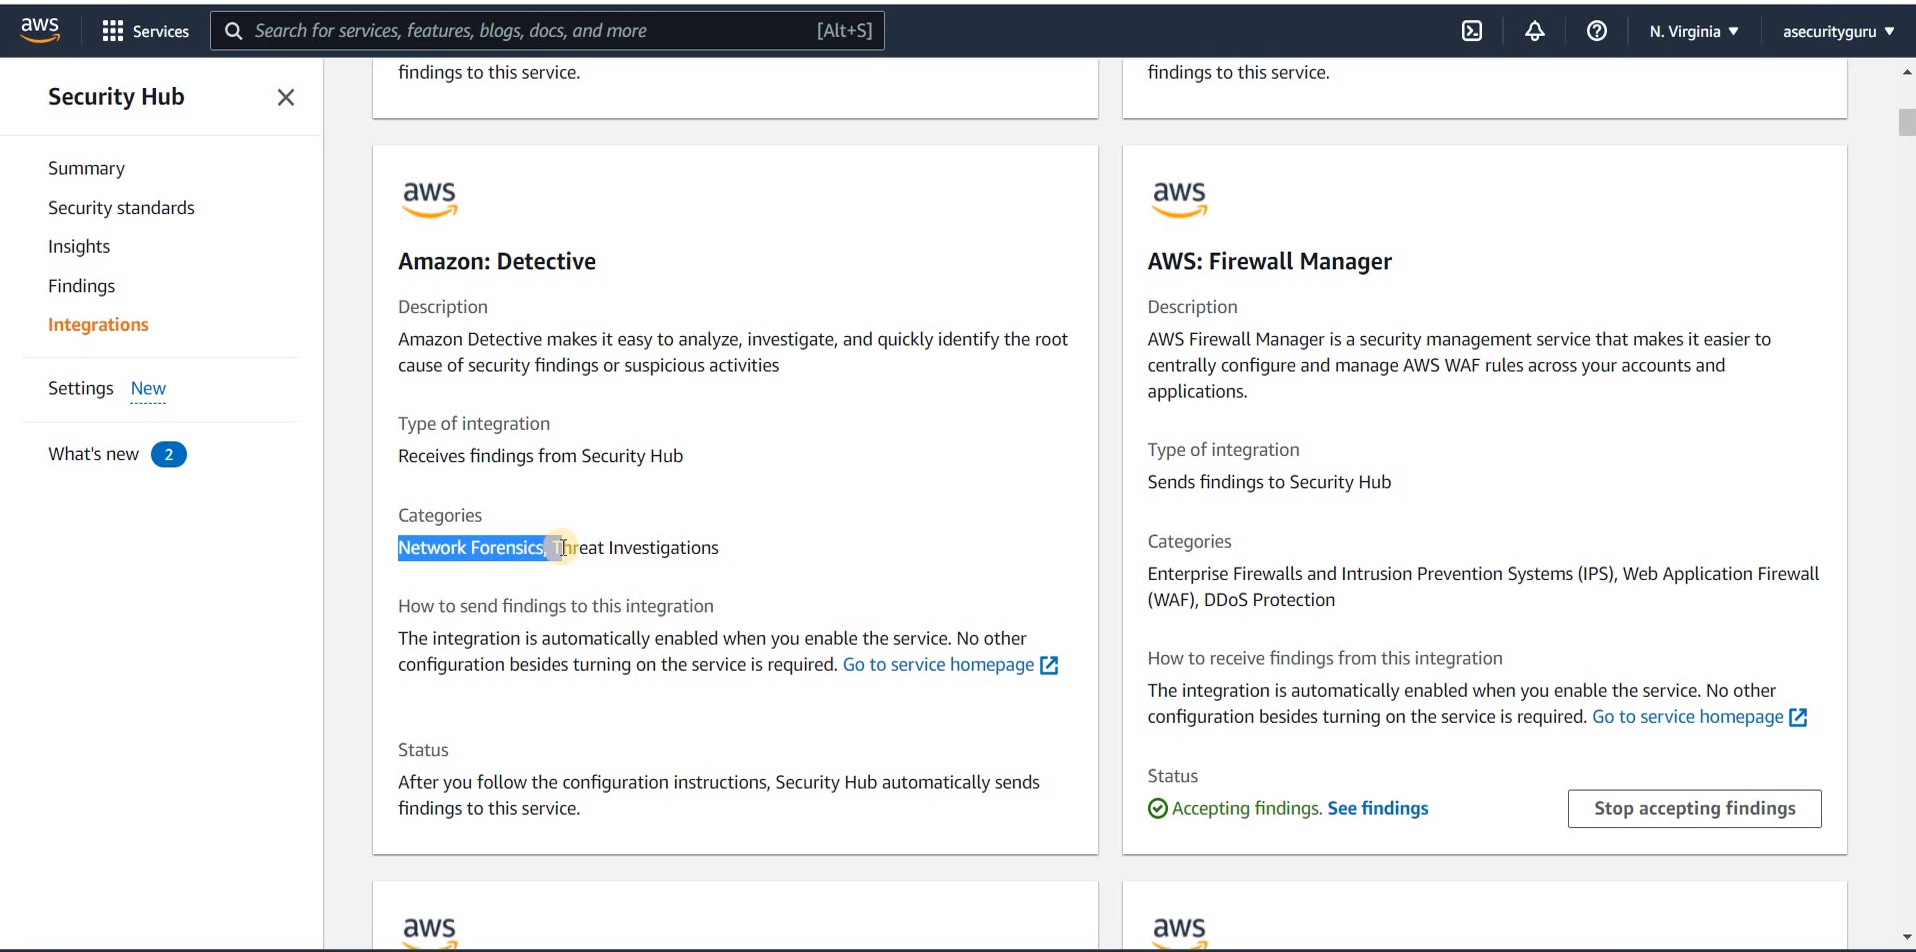 aws
Services
Search for services, features, blogs, docs, and more
[Alt+S]
N. Virginia
asecurityguru
Security Hub
Summary
Security standards
Insights
Findings
Integrations
Settings New
What's new 2
findings to this service.
findings to this service.
aws
Amazon: Detective
Description
Amazon Detective makes it easy to analyze, investigate, and quickly identify the root
cause of security findings or suspicious activities
Type of integration
Receives findings from Security Hub
Categories
Network Forensics, Threat Investigations
How to send findings to this integration
The integration is automatically enabled when you enable the service. No other
configuration besides turning on the service is required. Go to service homepage
Status
After you follow the configuration instructions, Security Hub automatically sends
findings to this service.
aws
AWS: Firewall Manager
Description
AWS Firewall Manager is a security management service that makes it easier to
centrally configure and manage AWS WAF rules across your accounts and
applications.
Type of integration
Sends findings to Security Hub
Categories
Enterprise Firewalls and Intrusion Prevention Systems (IPS), Web Application Firewall
(WAF), DDoS Protection
How to receive findings from this integration
The integration is automatically enabled when you enable the service. No other
configuration besides turning on the service is required. Go to service homepage
Status
Accepting findings. See findings
Stop accepting findings
aws
aws